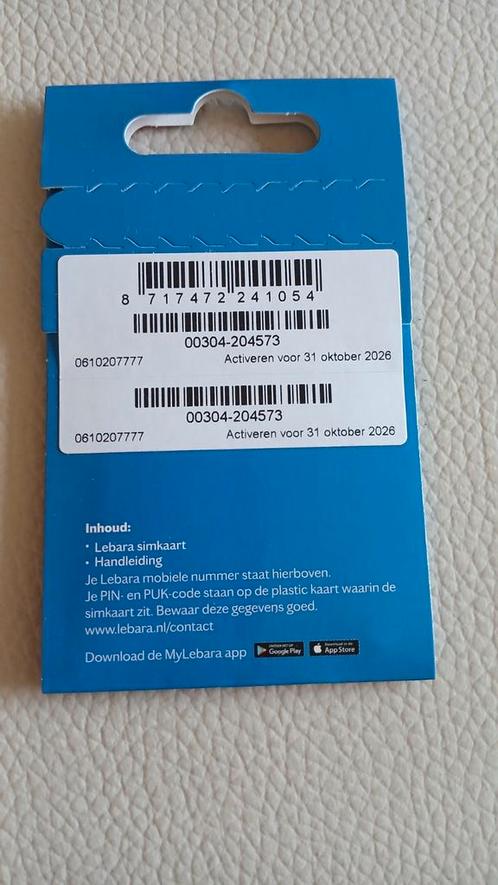 8 717472 241054
00304-204573
0610207777 Activeren voor 31 oktober 2026
00304-204573
0610207777 Activeren voor 31 oktober 2026
Inhoud:
• Lebara simkaart
• Handleiding
Je Lebara mobiele nummer staat hierboven.
Je PIN- en PUK-code staan op de plastic kaart waarin de
simkaart zit. Bewaar deze gegevens goed.
www.lebara.nl/contact
Download de MyLebara app Google Play App Store